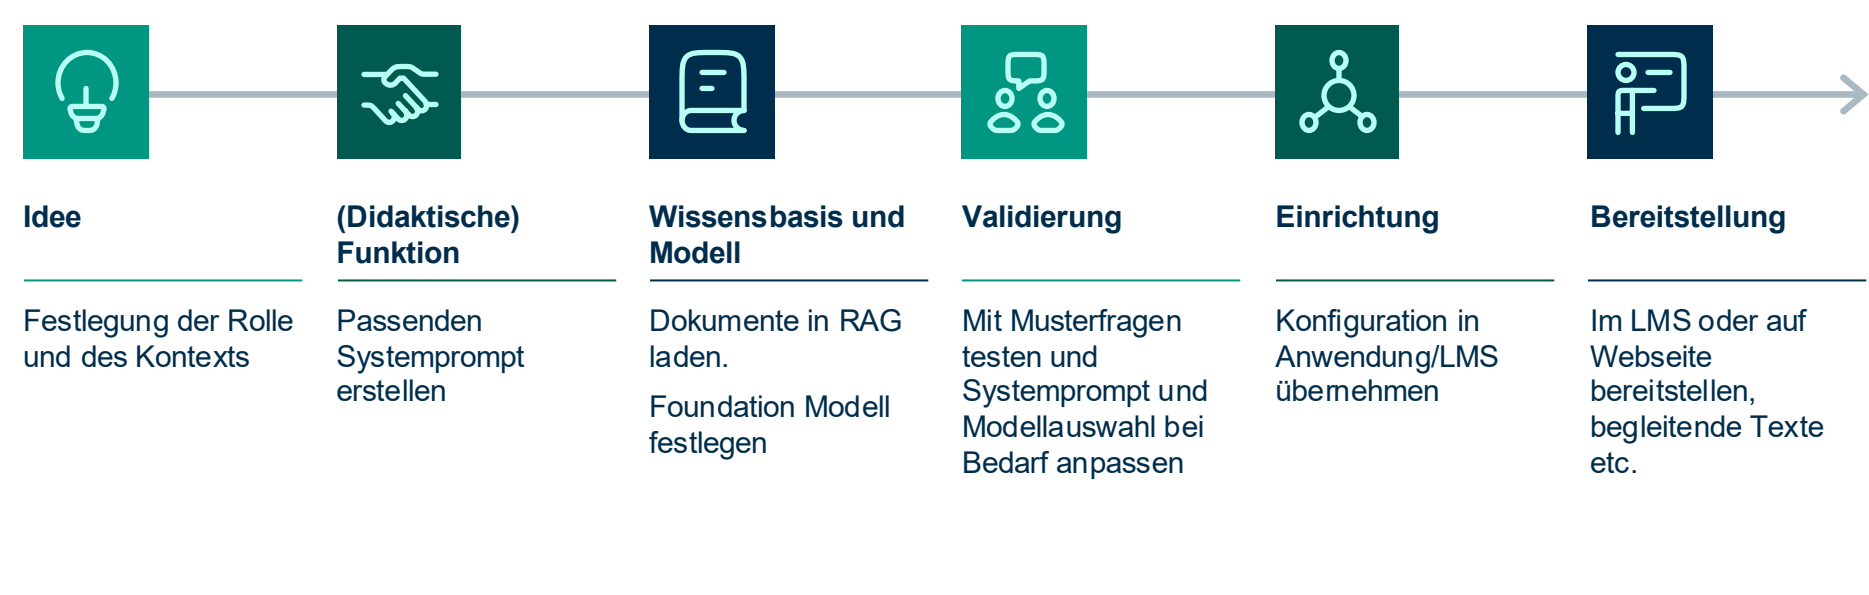 Idee
Festlegung der Rolle
und des Kontexts
(Didaktische)
Funktion
Passenden
Systemprompt
erstellen
Wissensbasis und
Modell
Dokumente in RAG
laden.
Foundation Modell
festlegen
Validierung
Mit Musterfragen
testen und
Systemprompt und
Modellauswahl bei
Bedarf anpassen
Einrichtung
Konfiguration in
Anwendung/LMS
übernehmen
Bereitstellung
Im LMS oder auf
Webseite
bereitstellen,
begleitende Texte
etc.